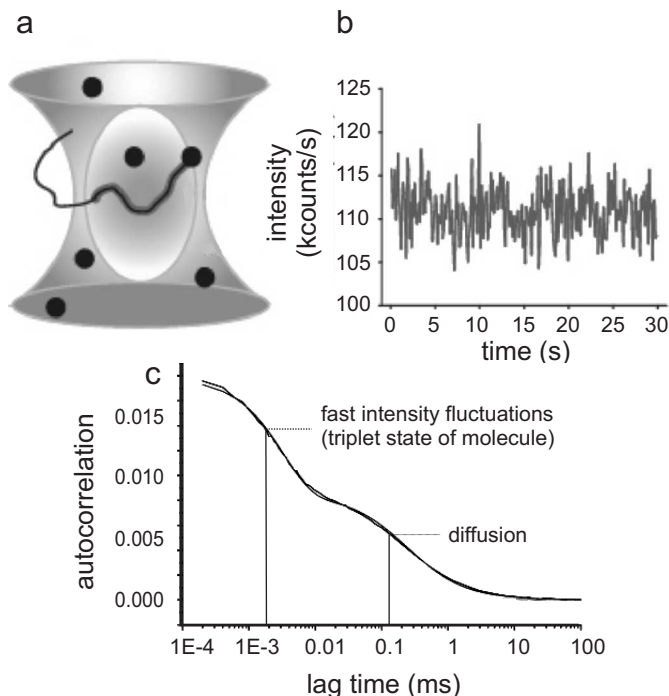 a
b
intensity
(kcounts/s)
125
120
115
110
105
100
0
5
10
15
20
25
30
time (s)
c
autocorrelation
0.015
0.010
0.005
0.000
fast intensity fluctuations
(triplet state of molecule)
diffusion
1E-4
1E-3
0.01
0.1
1
10
100
lag time (ms)